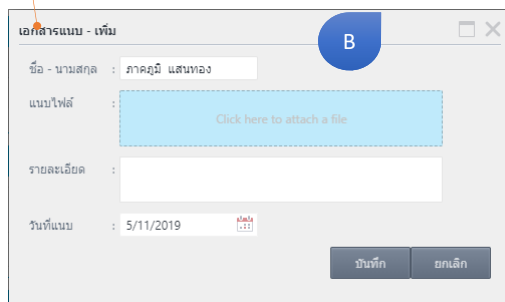 เอกสารแนบ - เพิ่ม
B
ชื่อ - นามสกุล : ภาคภูมิ แสนทอง
แนบไฟล์ :
Click here to attach a file
รายละเอียด :
วันที่แนบ : 5/11/2019
บันทึก ยกเลิก